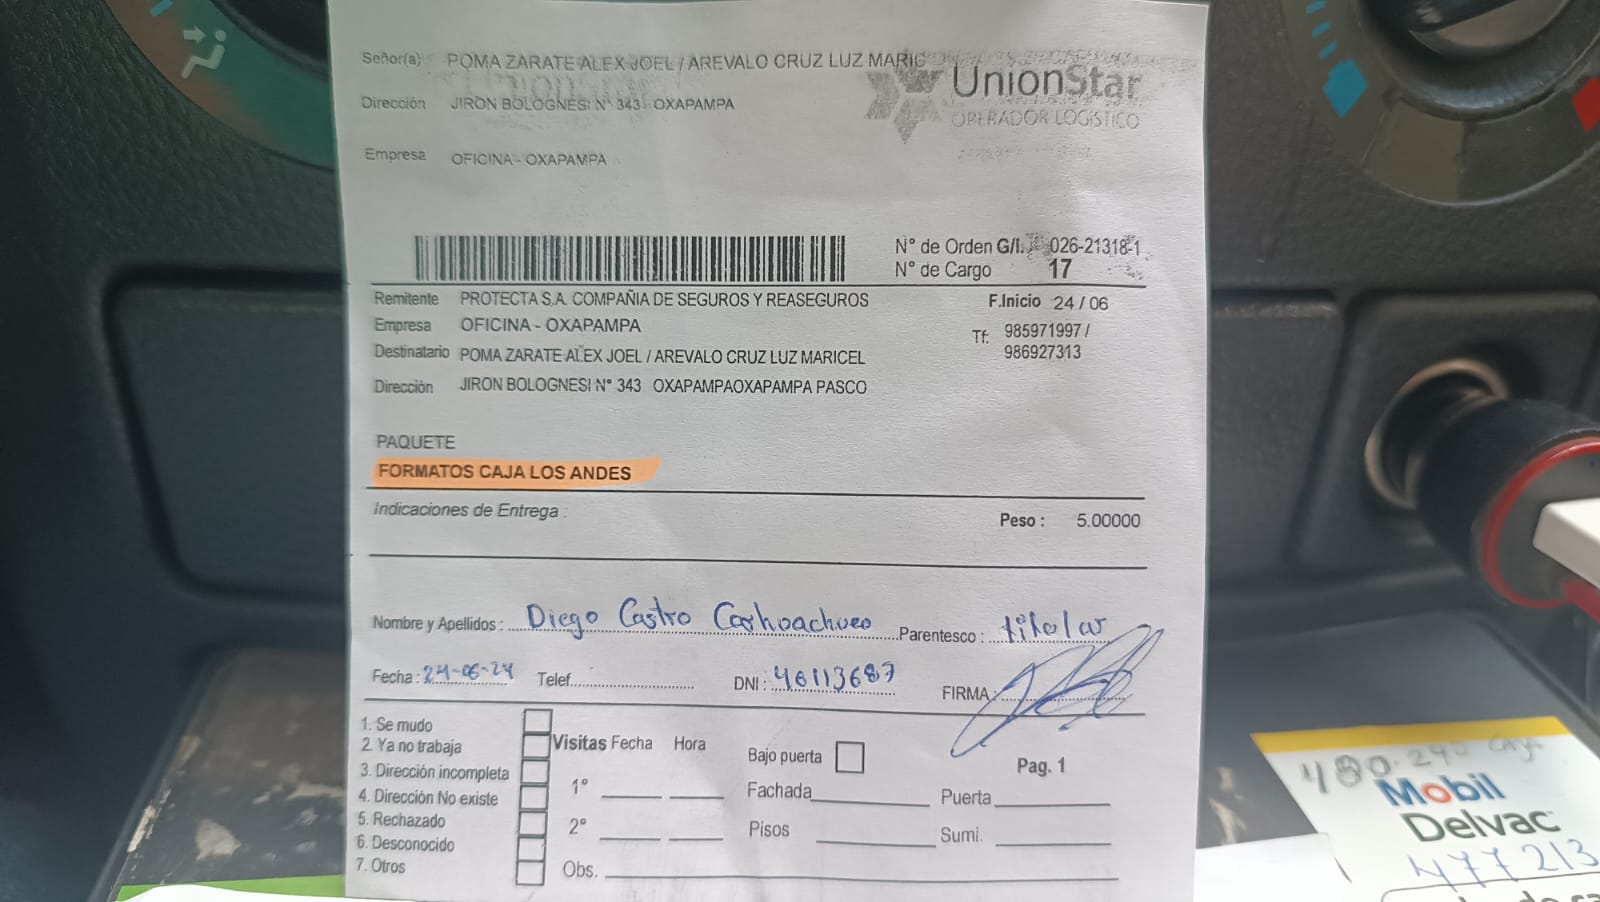 Señor(a) POMA ZARATE ALEX JOEL / AREVALO CRUZ LUZ MARIC
UnionStar
OPERADOR LOGíSTICO
Dirección JIRON BOLOGNESI N° 343 OXAPAMPA
Empresa OFICINA - OXAPAMPA
N° de Orden G/I. 026-21318-1
N° de Cargo 17
Remitente PROTECTA S.A. COMPAÑIA DE SEGUROS Y REASEGUROS F.Inicio 24 / 06
Empresa OFICINA - OXAPAMPA
Tf: 985971997 /
986927313
Destinatario POMA ZARATE ALEX JOEL / AREVALO CRUZ LUZ MARICEL
Dirección JIRON BOLOGNESI N° 343 OXAPAMPAOXAPAMPA PASCO
PAQUETE
FORMATOS CAJA LOS ANDES
Indicaciones de Entrega :
Peso : 5.00000
Nombre y Apellidos : Diego Castro Parentesco : titular
Fecha : 24-06-24 Telef. DNI : 46113687 FIRMA:
1. Se mudo
2. Ya no trabaja
3. Dirección incompleta
4. Dirección No existe
5. Rechazado
6. Desconocido
7. Otros
Visitas Fecha Hora
1°
2°
Obs.
Bajo puerta
Fachada
Pisos
Pag. 1
Puerta
Sumi.
Mobil
Delvac
477213